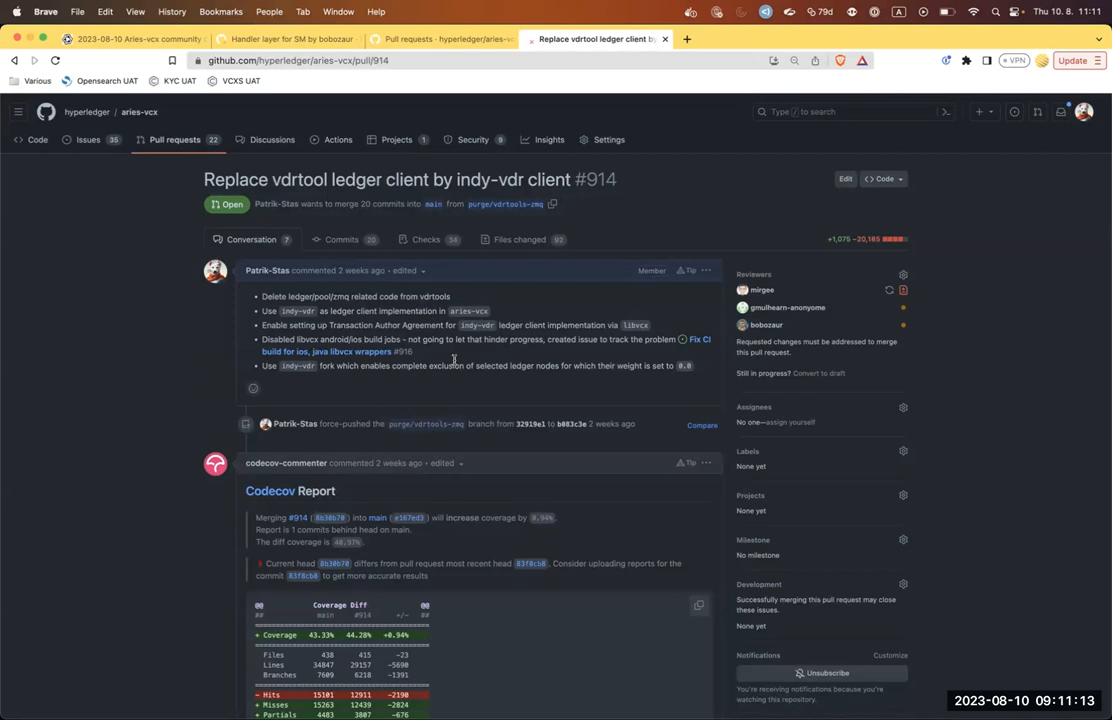 Brave File Edit View History Bookmarks People Tab Window Help 79d A Thu 10. 8. 11:11
2023-08-10 Aries-vcx community Handler layer for SM by bobozaur Pull requests · hyperledger/aries-vc Replace vdrtool ledger client by
github.com/hyperledger/aries-vcx/pull/914 VPN Update
Various Opensearch UAT KYC UAT VCXS UAT
hyperledger / aries-vcx Type / to search
Code Issues 35 Pull requests 22 Discussions Actions Projects 1 Security 9 Insights Settings
Replace vdrtool ledger client by indy-vdr client #914 Edit Code
Open Patrik-Stas wants to merge 20 commits into main from purge/vdrtools-zmq
Conversation 7 Commits 20 Checks 34 Files changed 92 +1,075 −20,165
Patrik-Stas commented 2 weeks ago · edited Member Tip
Delete ledger/pool/zmq related code from vdrtools
Use indy-vdr as ledger client implementation in aries-vcx
Enable setting up Transaction Author Agreement for indy-vdr ledger client implementation via libvcx
Disabled libvcx android/ios build jobs - not going to let that hinder progress, created issue to track the problem Fix CI
build for ios, java libvcx wrappers #916
Use indy-vdr fork which enables complete exclusion of selected ledger nodes for which their weight is set to 0.0
Patrik-Stas force-pushed the purge/vdrtools-zmq branch from 32919e1 to b083c3e 2 weeks ago Compare
codecov-commenter commented 2 weeks ago · edited Tip
Codecov Report
Merging #914 (8b30b70) into main (e167ed3) will increase coverage by 0.94%.
Report is 1 commits behind head on main.
The diff coverage is 48.97%.
! Current head 8b30b70 differs from pull request most recent head 83f8cb8. Consider uploading reports for the
commit 83f8cb8 to get more accurate results
@@ Coverage Diff @@
## main #914 +/- ##
==========================================
+ Coverage 43.33% 44.28% +0.94%
==========================================
Files 438 415 -23
Lines 34847 29157 -5690
Branches 7609 6218 -1391
==========================================
- Hits 15101 12911 -2190
+ Misses 15263 12439 -2824
+ Partials 4483 3807 -676
Reviewers
mirgee
gmulhearn-anonyome
bobozaur
Requested changes must be addressed to merge
this pull request.
Still in progress? Convert to draft
Assignees
No one—assign yourself
Labels
None yet
Projects
None yet
Milestone
No milestone
Development
Successfully merging this pull request may close
these issues.
None yet
Notifications Customize
Unsubscribe
You're receiving notifications because you're
watching this repository.
2023-08-10 09:11:13